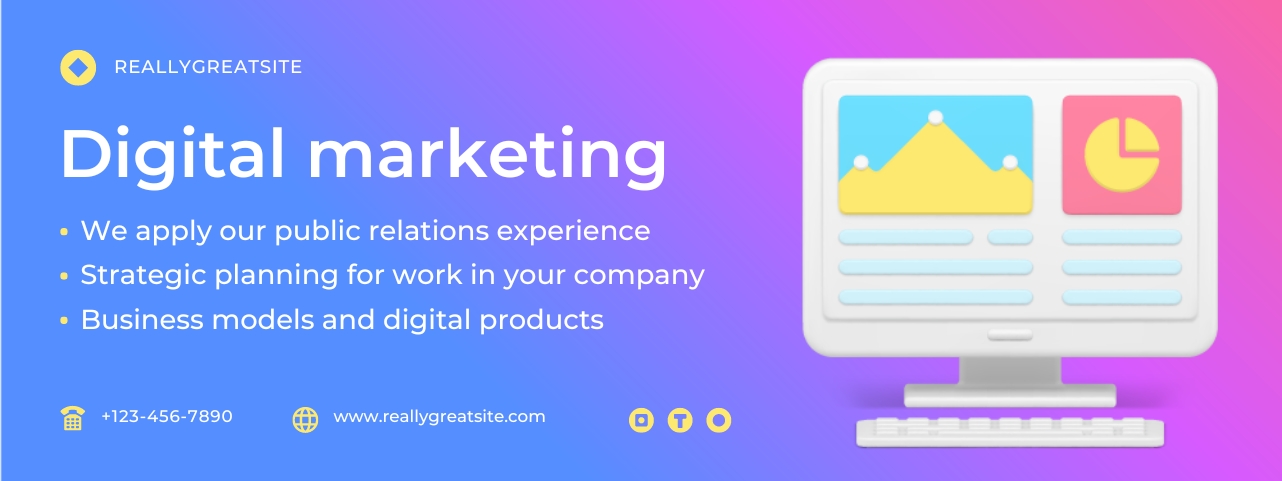 REALLYGREATSITE
Digital marketing
• We apply our public relations experience
• Strategic planning for work in your company
• Business models and digital products
+123-456-7890
www.reallygreatsite.com